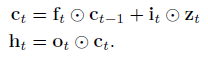 c_t = f_t ⊙ c_{t−1} + i_t ⊙ z_t
h_t = o_t ⊙ c_t.